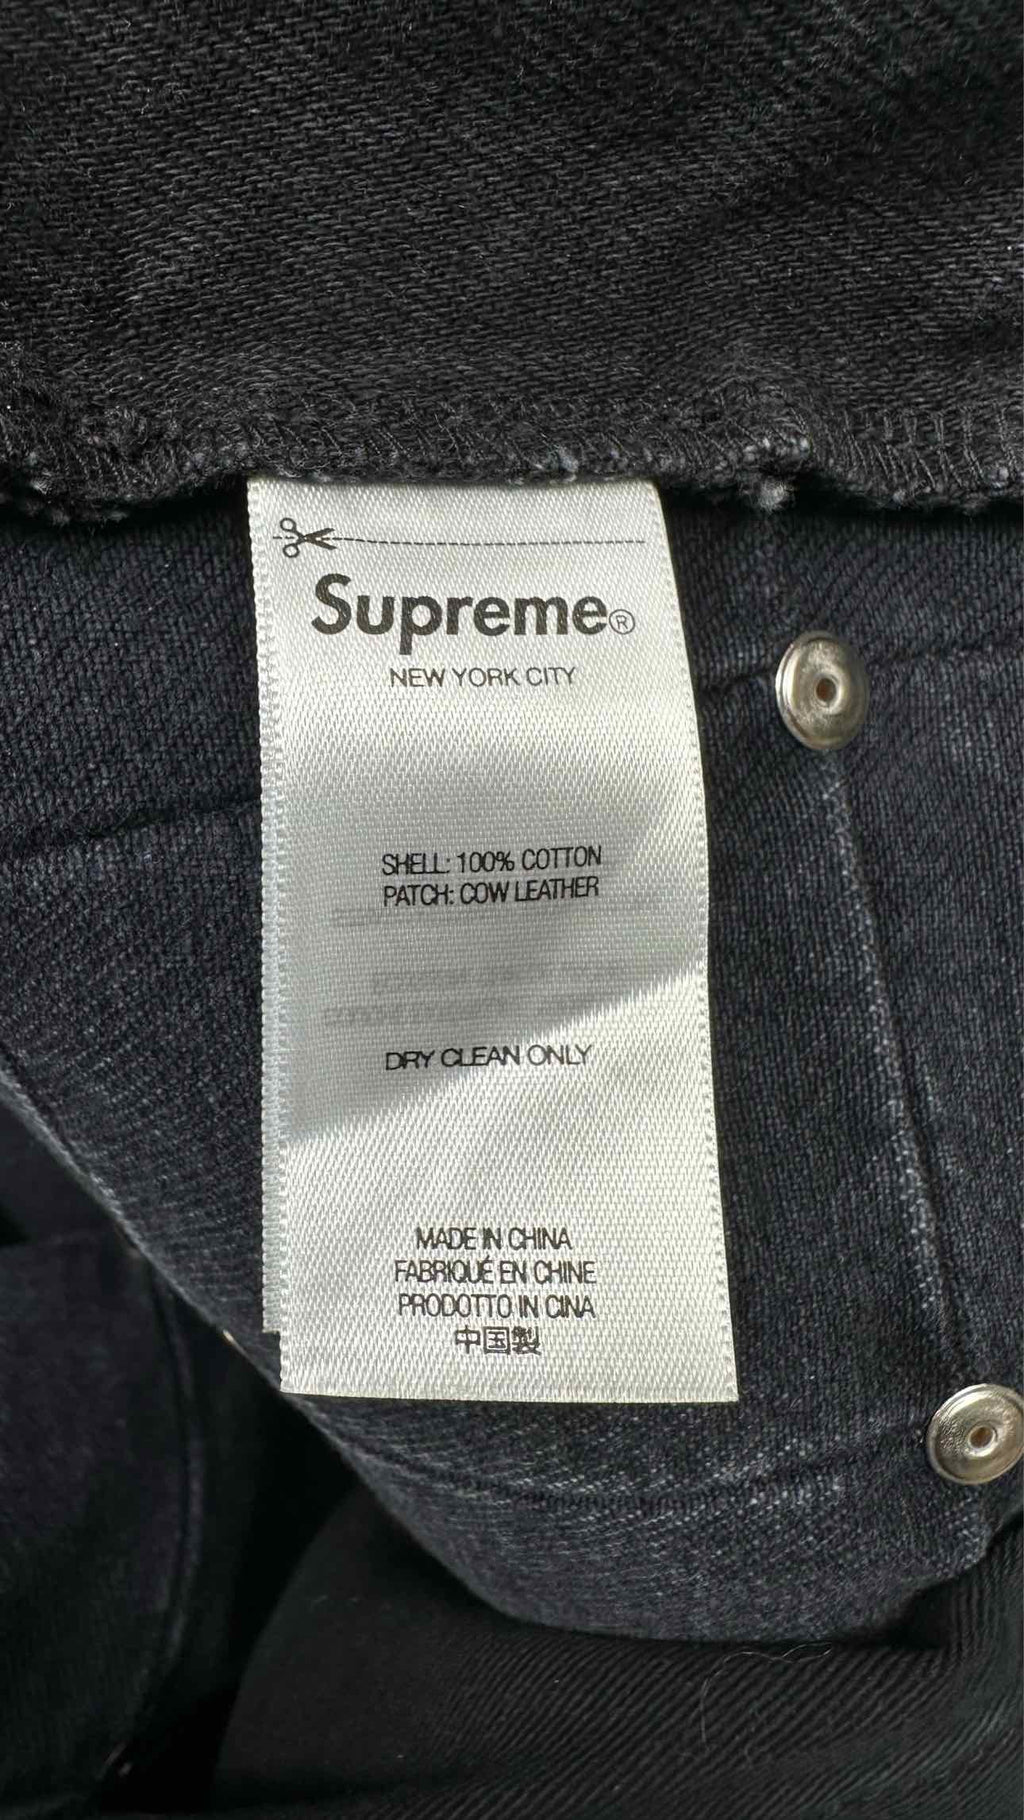 Supreme®
NEW YORK CITY
SHELL: 100% COTTON
PATCH: COW LEATHER
DRY CLEAN ONLY
MADE IN CHINA
FABRIQUÉ EN CHINE
PRODOTTO IN CINA
中国製